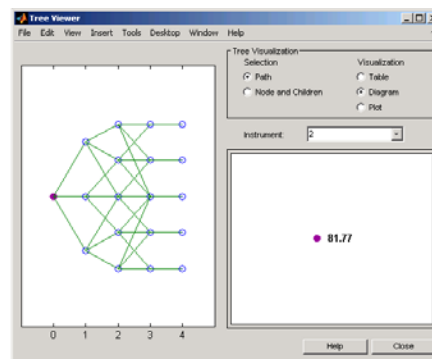 Tree Viewer
File Edit View Insert Tools Desktop Window Help
Tree Visualization
Selection
Visualization
Path
Table
Node and Children
Diagram
Plot
Instrument:
2
81.77
0 1 2 3 4
Help
Close